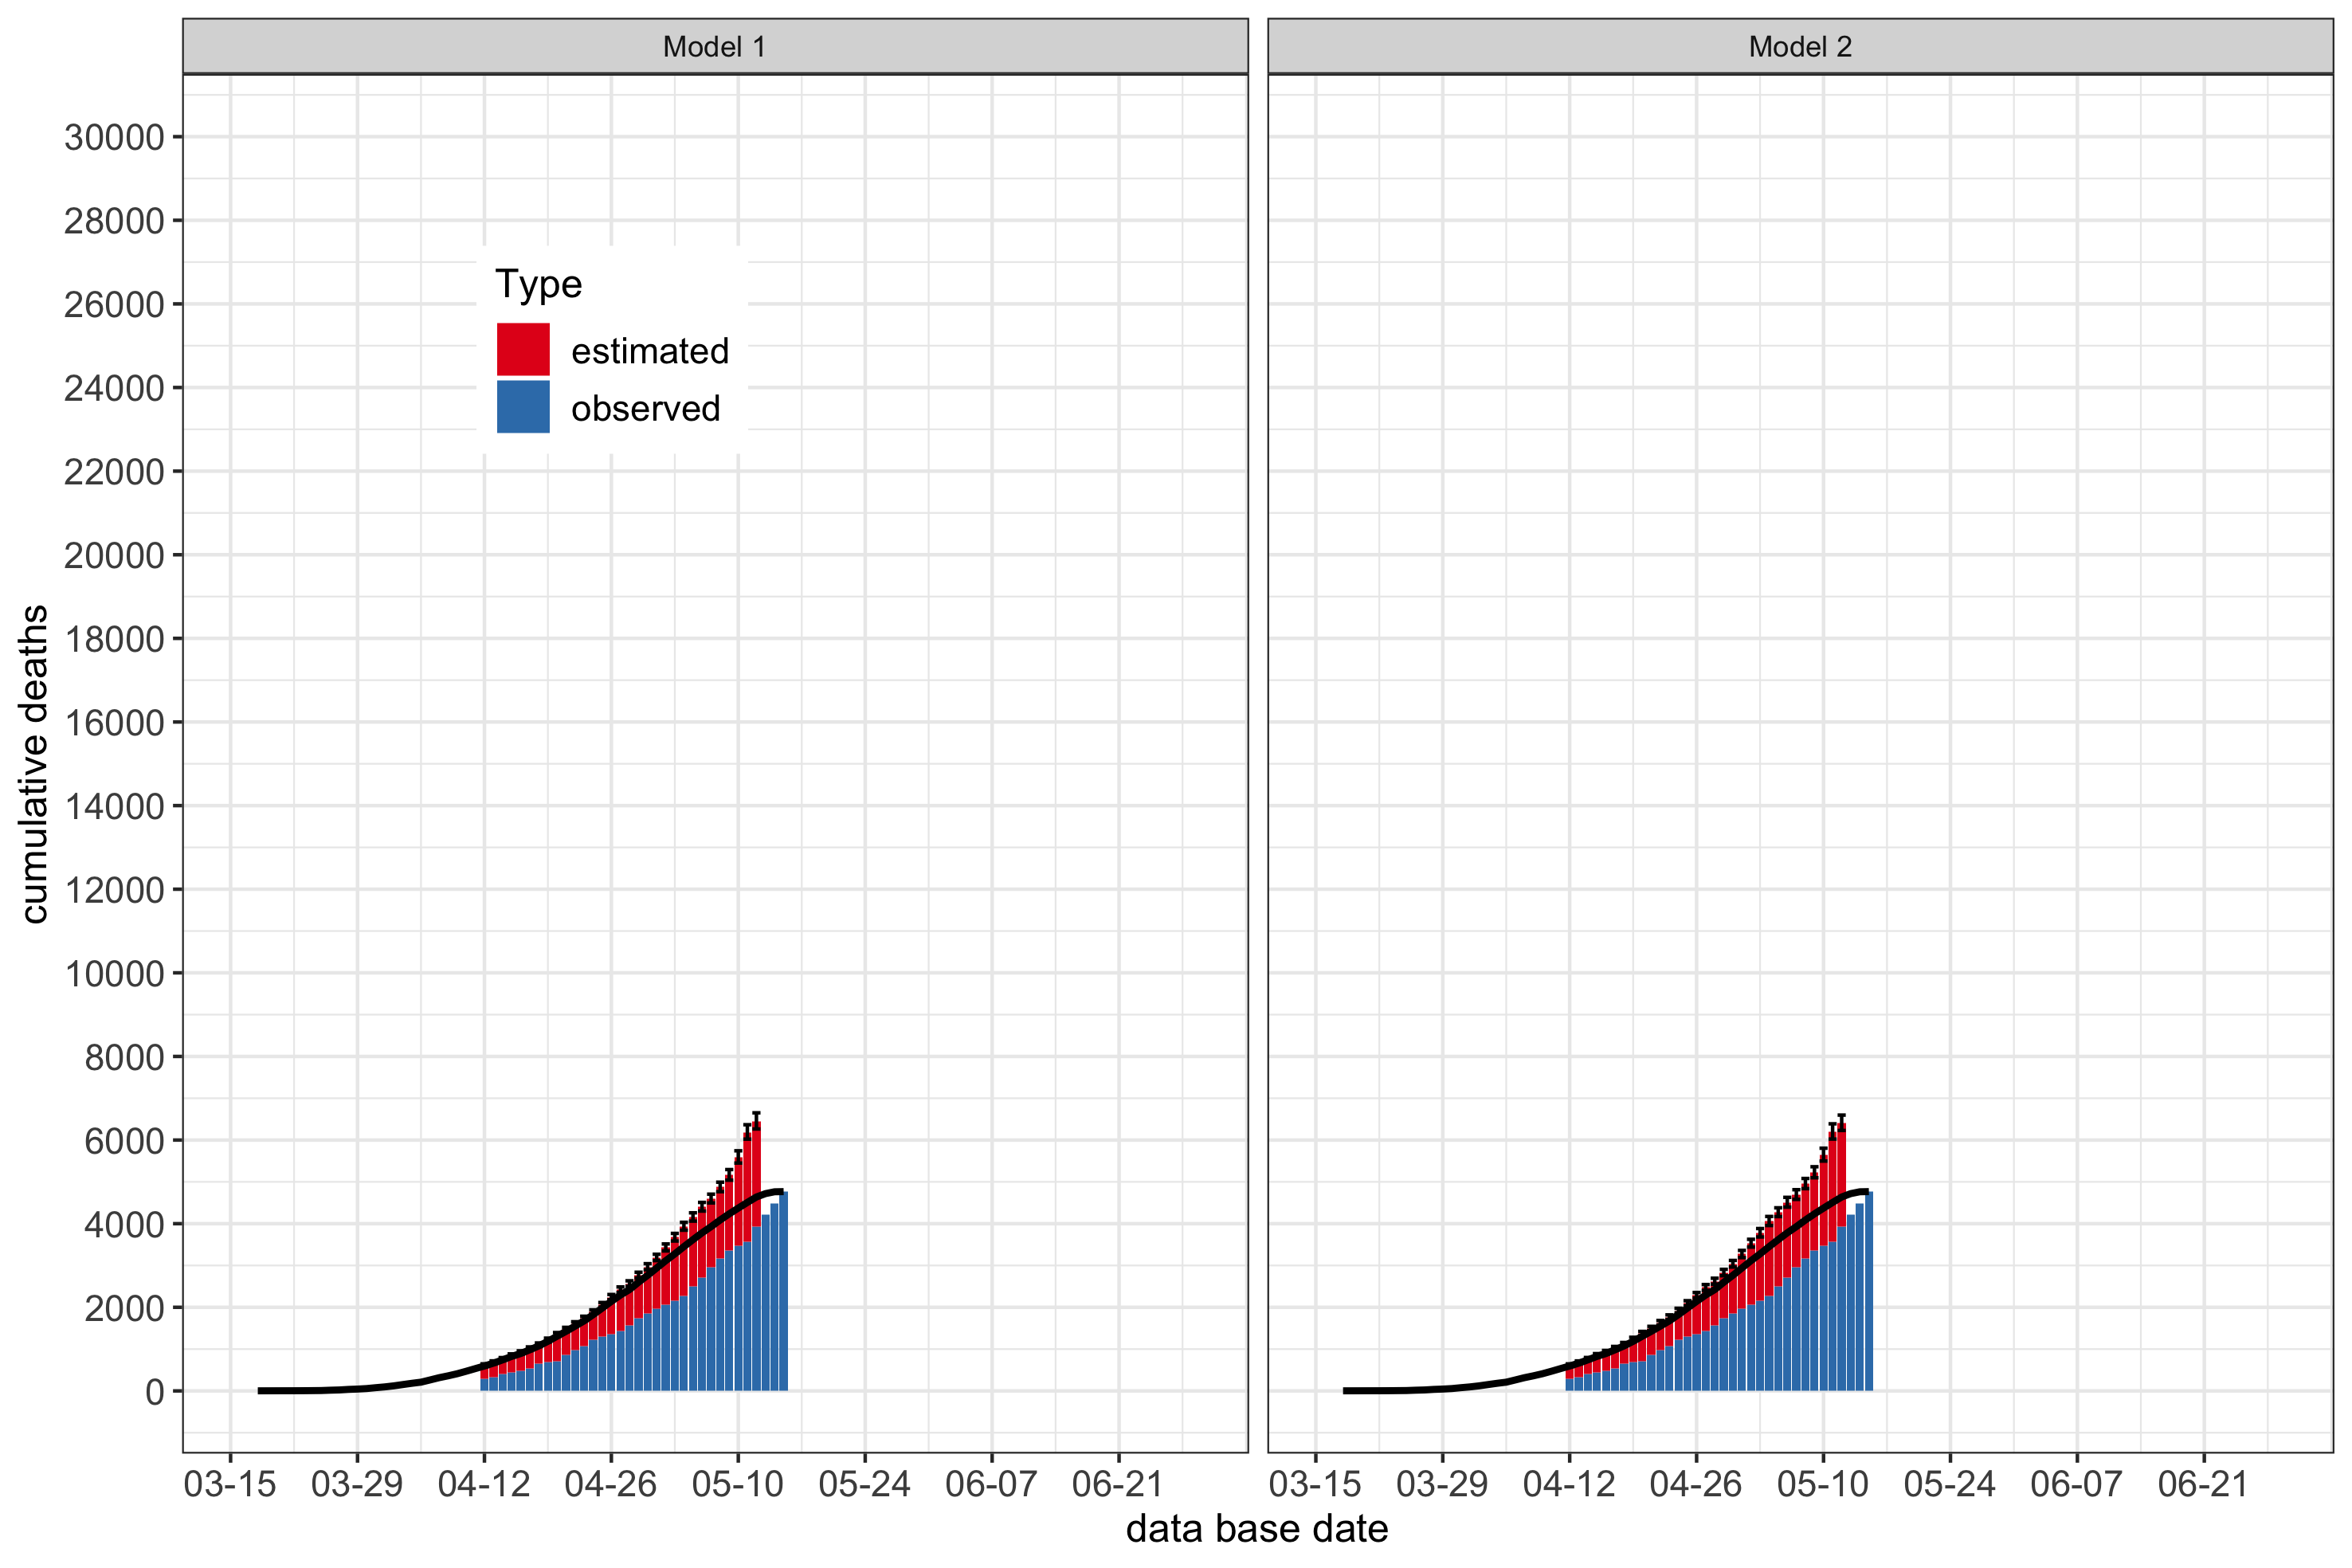 Model 1
Model 2
30000
28000
26000
24000
22000
20000
18000
16000
14000
12000
10000
8000
6000
4000
2000
0
cumulative deaths
Type
estimated
observed
03-15 03-29 04-12 04-26 05-10 05-24 06-07 06-21
03-15 03-29 04-12 04-26 05-10 05-24 06-07 06-21
data base date